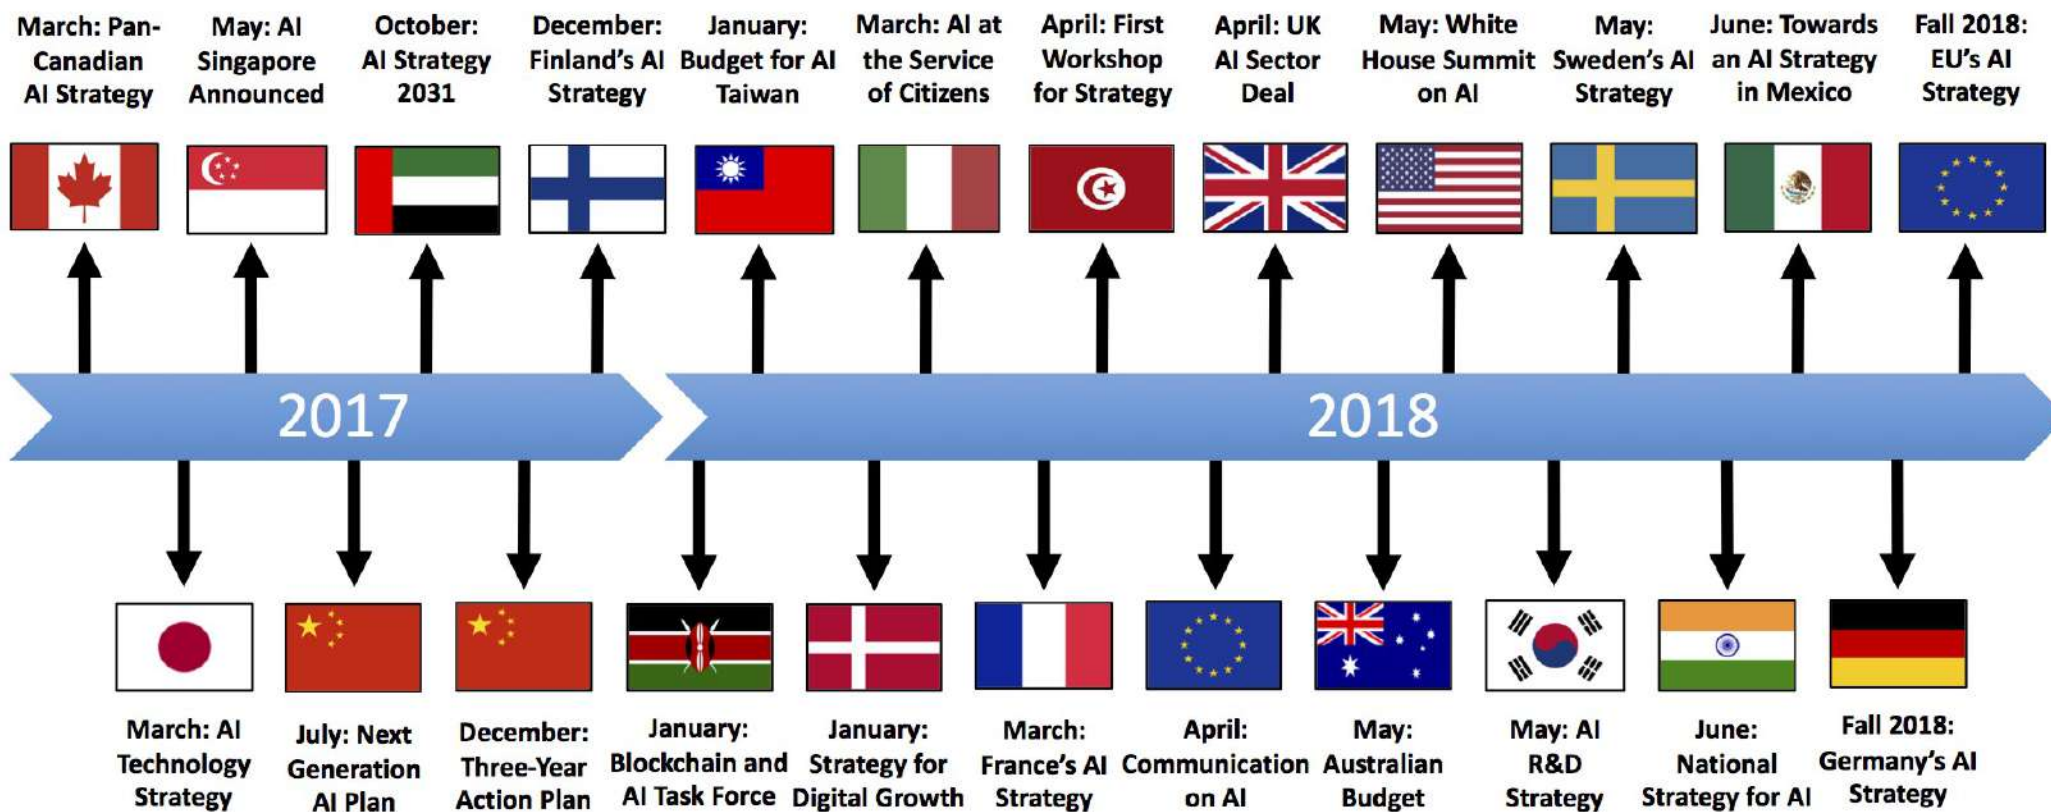 March: Pan-
Canadian
AI Strategy
May: AI
Singapore
Announced
October:
AI Strategy
2031
December:
Finland's AI
Strategy
January:
Budget for AI
Taiwan
March: AI at
the Service
of Citizens
April: First
Workshop
for Strategy
April: UK
AI Sector
Deal
May: White
House Summit
on AI
May:
Sweden's AI
Strategy
June: Towards
an AI Strategy
in Mexico
Fall 2018:
EU's AI
Strategy
2017
2018
March: AI
Technology
Strategy
July: Next
Generation
AI Plan
December:
Three-Year
Action Plan
January:
Blockchain and
AI Task Force
January:
Strategy for
Digital Growth
March:
France's AI
Strategy
April:
Communication
on AI
May:
Australian
Budget
May: AI
R&D
Strategy
June:
National
Strategy for AI
Fall 2018:
Germany's AI
Strategy